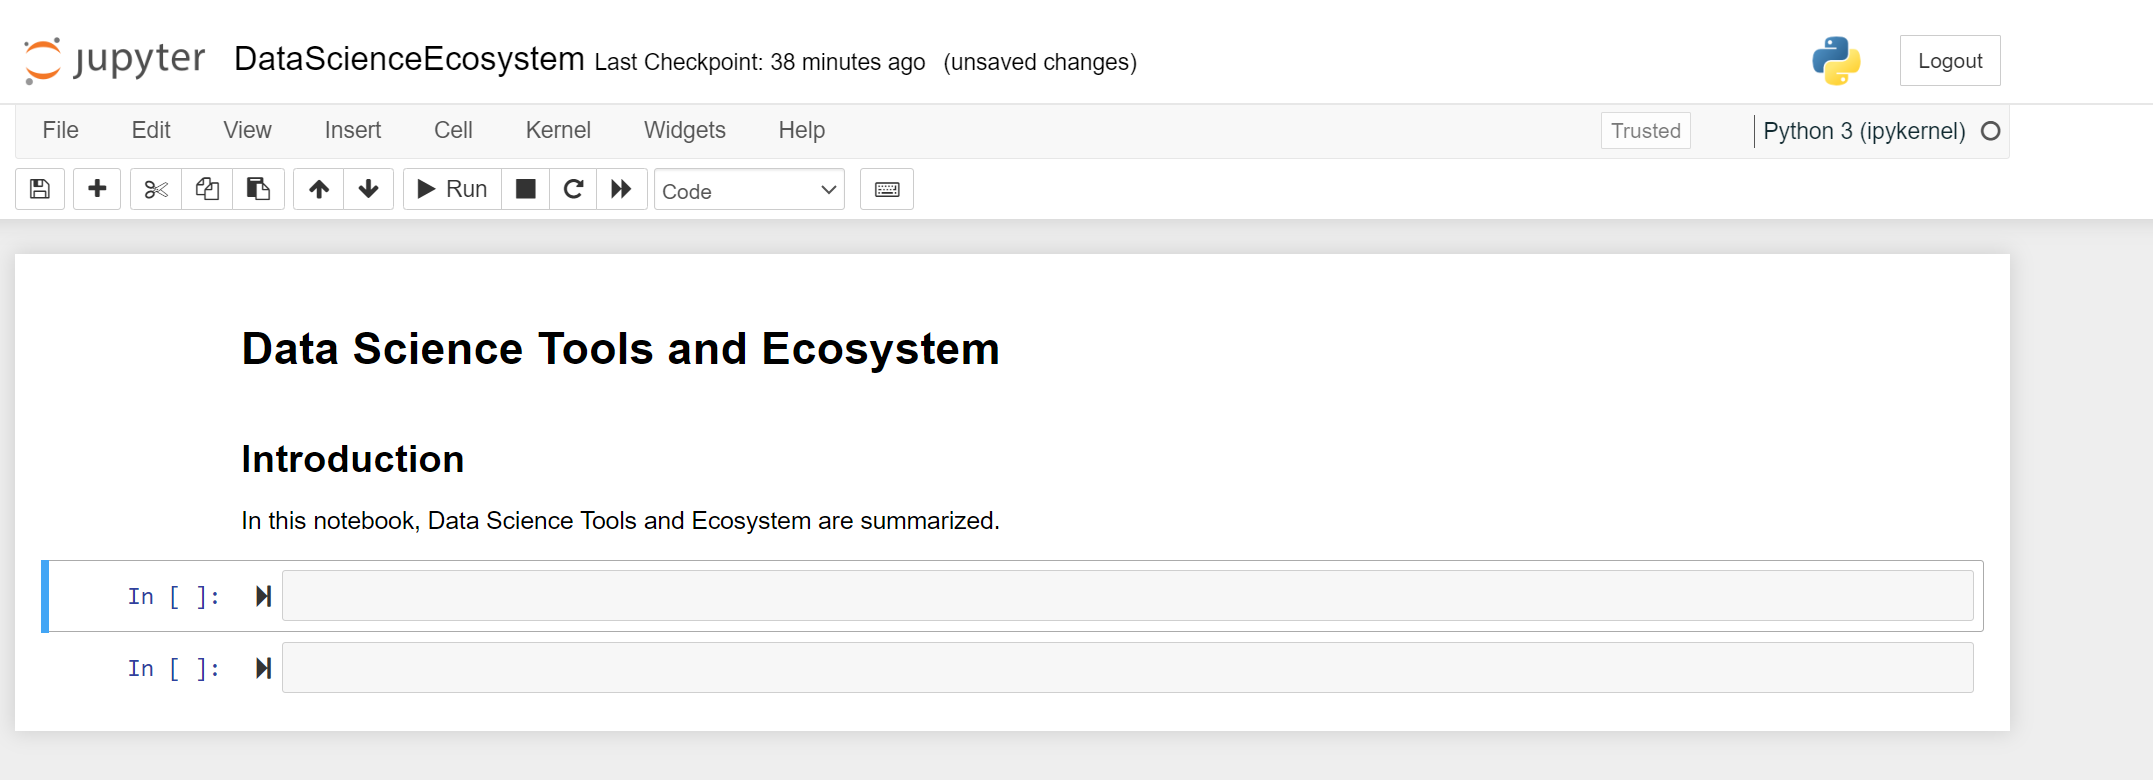 jupyter DataScienceEcosystem Last Checkpoint: 38 minutes ago (unsaved changes) Logout
File Edit View Insert Cell Kernel Widgets Help Trusted Python 3 (ipykernel)
Run Code
Data Science Tools and Ecosystem
Introduction
In this notebook, Data Science Tools and Ecosystem are summarized.
In [ ]:
In [ ]: